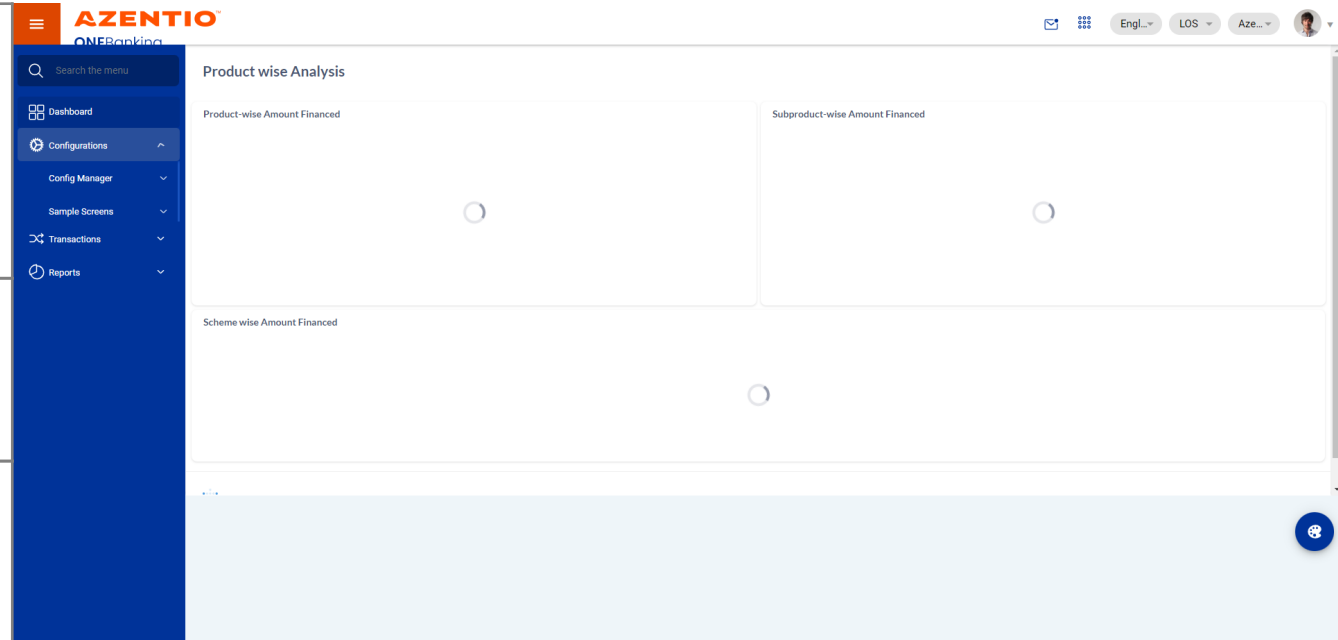 AZENTIO
ONEBanking
Engl...
LOS
Aze...
Search the menu
Dashboard
Configurations
Config Manager
Sample Screens
Transactions
Reports
Product wise Analysis
Product-wise Amount Financed
Subproduct-wise Amount Financed
Scheme wise Amount Financed